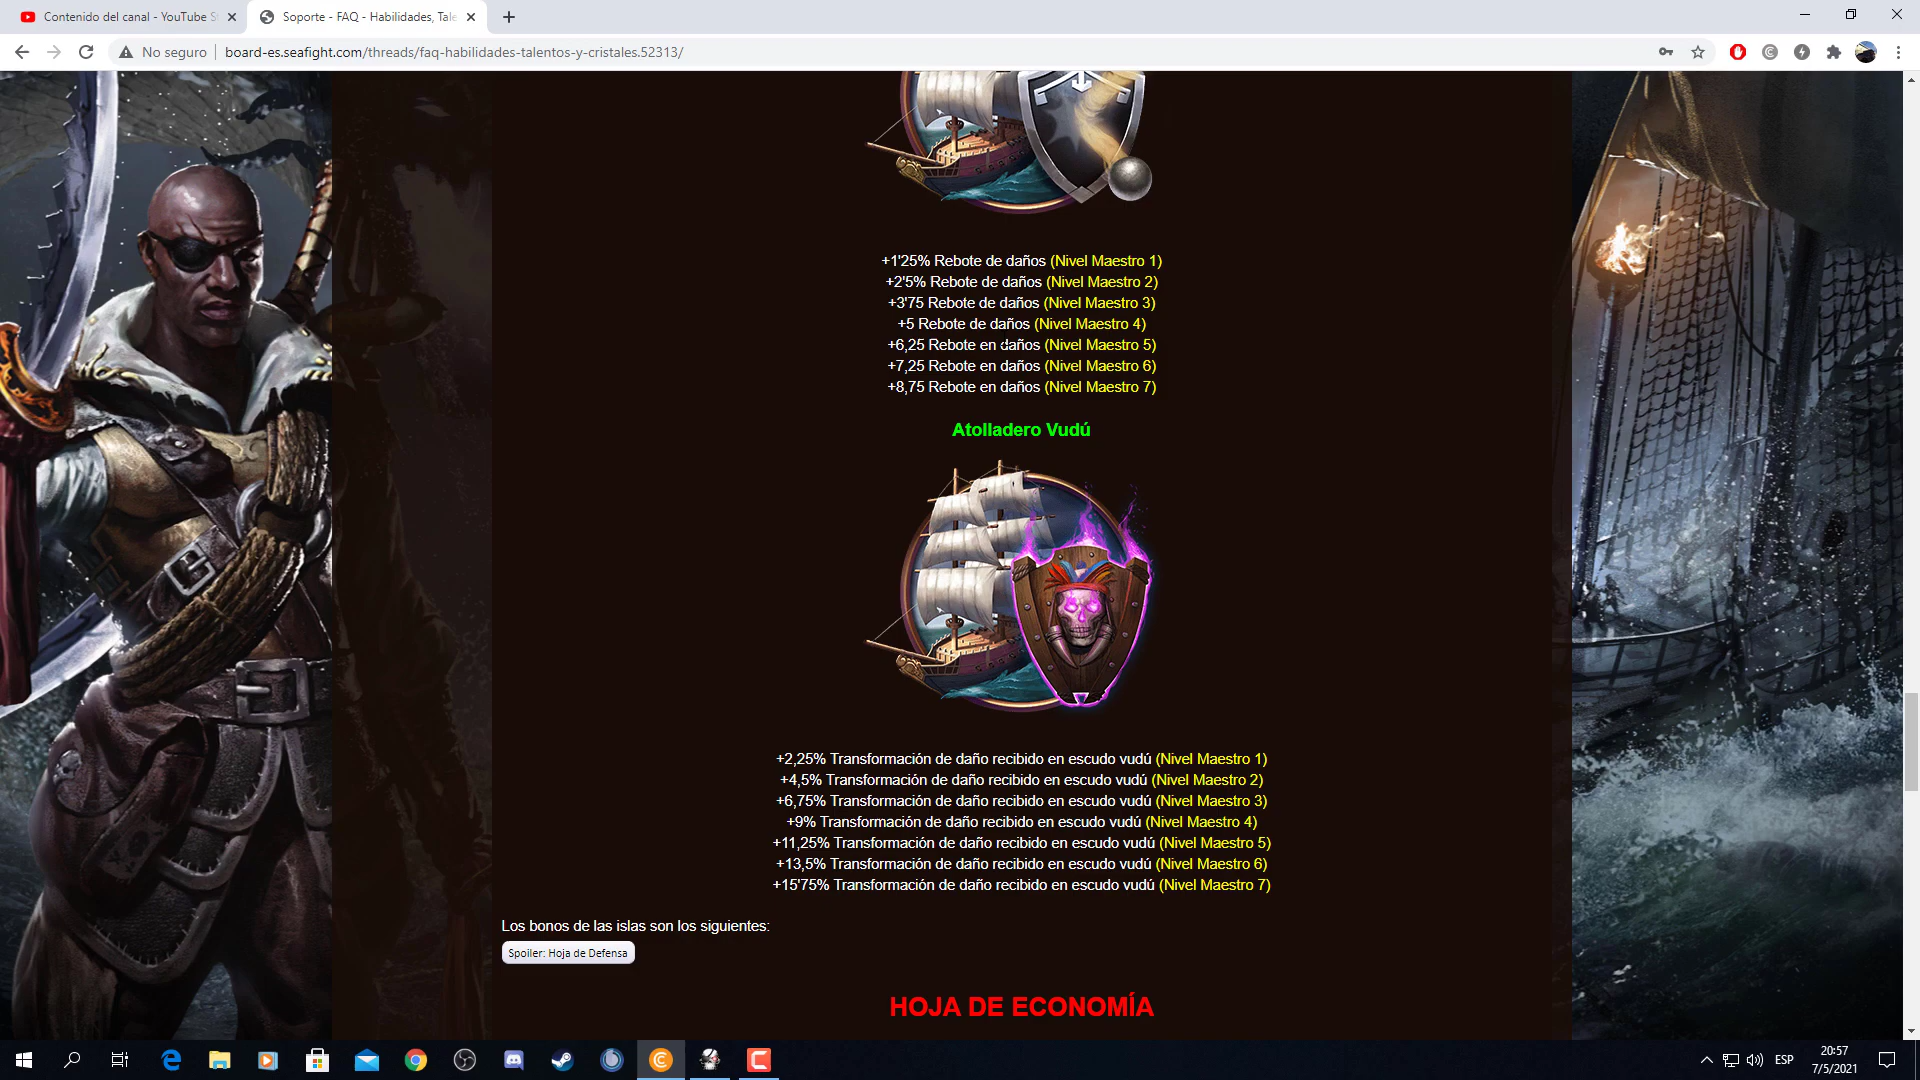 Contenido del canal - YouTube S
Soporte - FAQ - Habilidades, Tale
No seguro
board-es.seafight.com/threads/faq-habilidades-talentos-y-cristales.52313/
+1'25% Rebote de daños (Nivel Maestro 1)
+2'5% Rebote de daños (Nivel Maestro 2)
+3'75 Rebote de daños (Nivel Maestro 3)
+5 Rebote de daños (Nivel Maestro 4)
+6,25 Rebote en daños (Nivel Maestro 5)
+7,25 Rebote en daños (Nivel Maestro 6)
+8,75 Rebote en daños (Nivel Maestro 7)
Atolladero Vudú
+2,25% Transformación de daño recibido en escudo vudú (Nivel Maestro 1)
+4,5% Transformación de daño recibido en escudo vudú (Nivel Maestro 2)
+6,75% Transformación de daño recibido en escudo vudú (Nivel Maestro 3)
+9% Transformación de daño recibido en escudo vudú (Nivel Maestro 4)
+11,25% Transformación de daño recibido en escudo vudú (Nivel Maestro 5)
+13,5% Transformación de daño recibido en escudo vudú (Nivel Maestro 6)
+15'75% Transformación de daño recibido en escudo vudú (Nivel Maestro 7)
Los bonos de las islas son los siguientes:
Spoiler: Hoja de Defensa
HOJA DE ECONOMÍA
ESP
20:57
7/5/2021